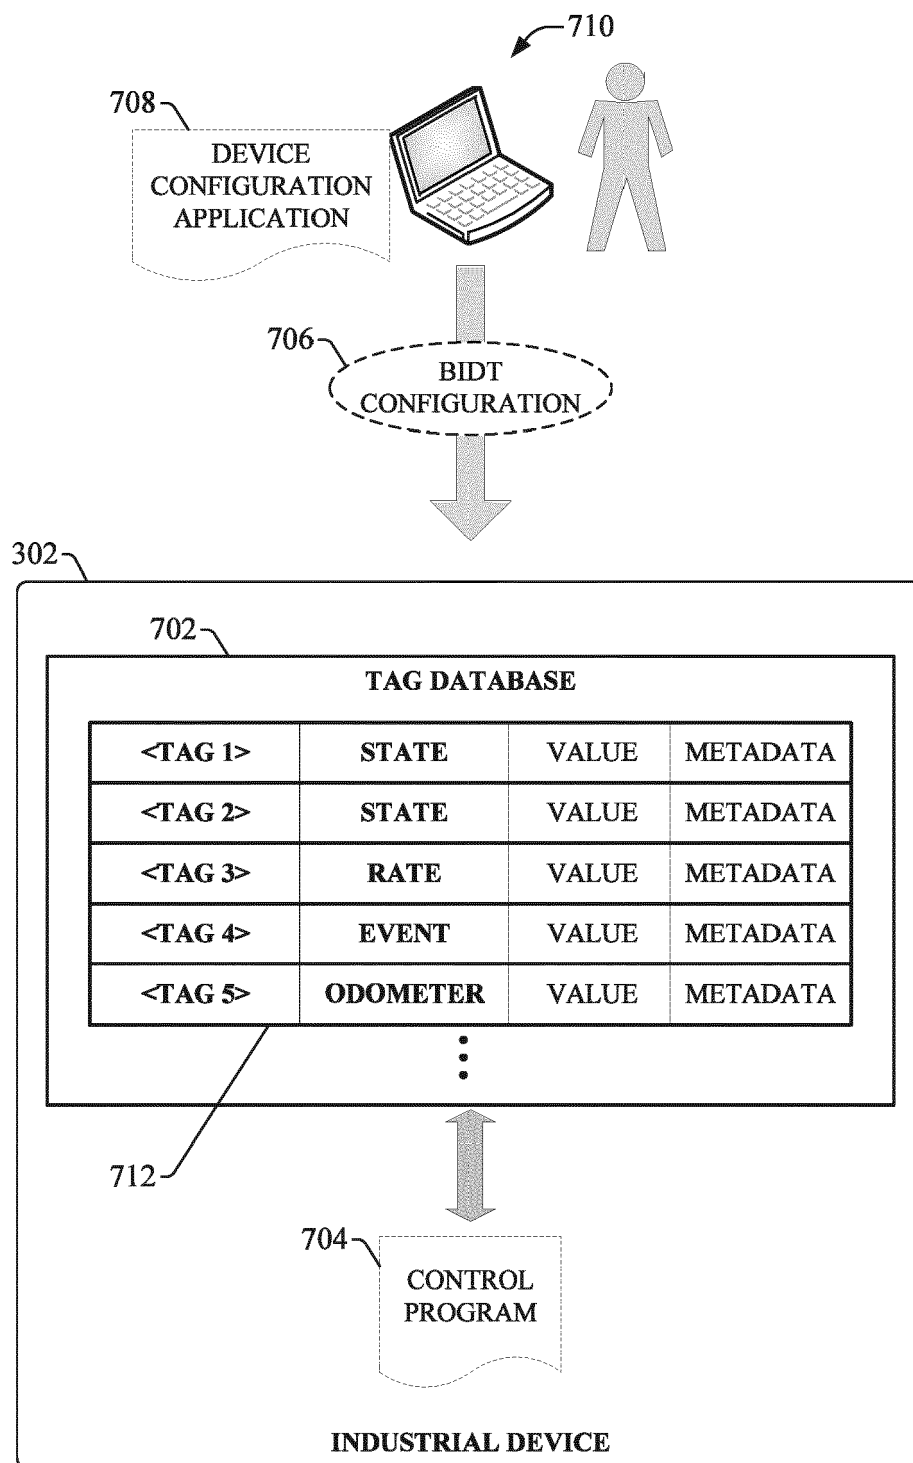 710
708
DEVICE
CONFIGURATION
APPLICATION
706
BIDT
CONFIGURATION
302
702
TAG DATABASE
<TAG 1> STATE VALUE METADATA
<TAG 2> STATE VALUE METADATA
<TAG 3> RATE VALUE METADATA
<TAG 4> EVENT VALUE METADATA
<TAG 5> ODOMETER VALUE METADATA
712
704
CONTROL
PROGRAM
INDUSTRIAL DEVICE